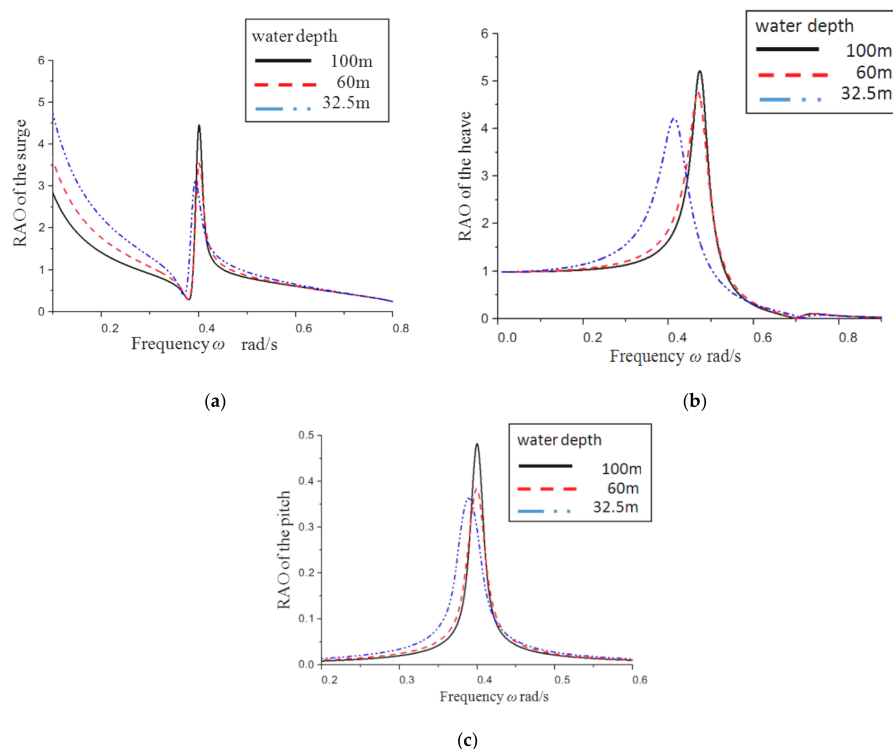 water depth
100m
60m
32.5m
RAO of the surge
6
5
4
3
2
1
0
0.2
0.4
0.6
0.8
Frequency ω rad/s
(a)
water depth
100m
60m
32.5m
RAO of the heave
6
5
4
3
2
1
0
0.0
0.2
0.4
0.6
0.8
Frequency ω rad/s
(b)
water depth
100m
60m
32.5m
RAO of the pitch
0.5
0.4
0.3
0.2
0.1
0.0
0.2
0.3
0.4
0.5
0.6
Frequency ω rad/s
(c)